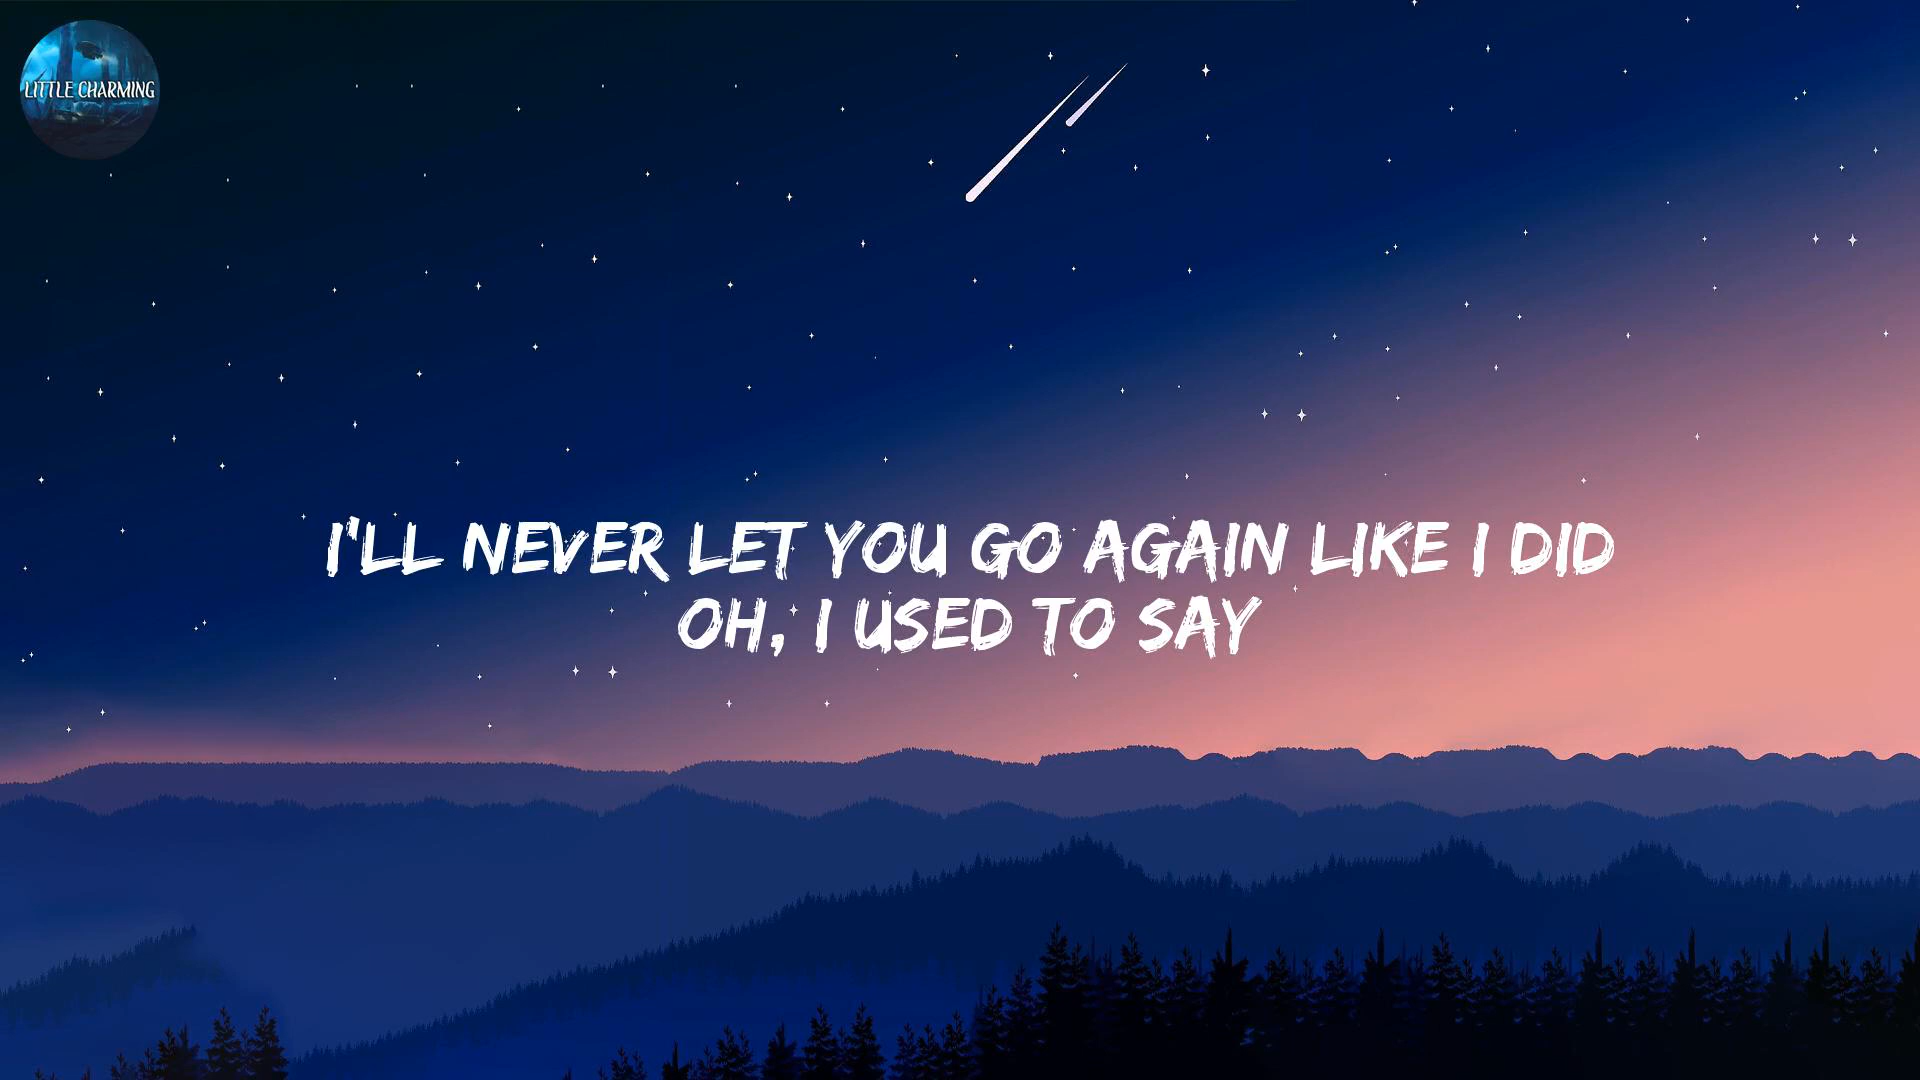 LITTLE CHARMING
I'LL NEVER LET YOU GO AGAIN LIKE I DID
OH, I USED TO SAY